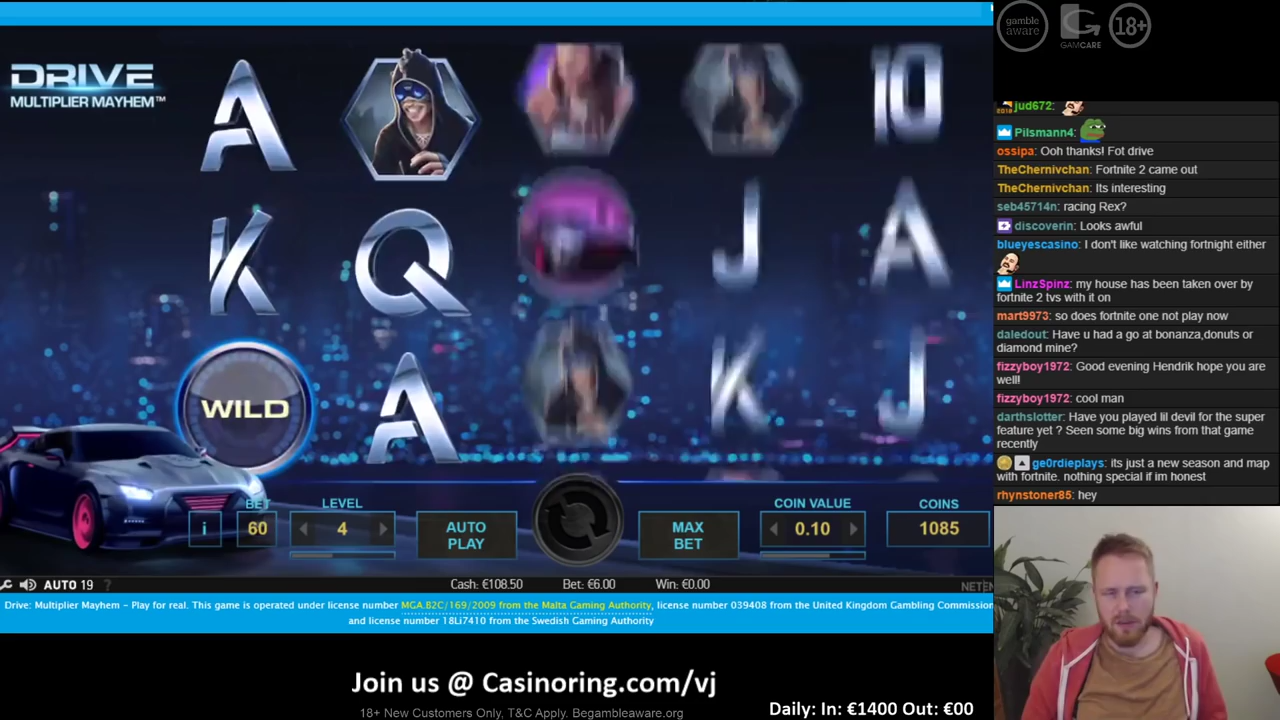 gamble
aware
GAMCARE
18+
DRIVE
MULTIPLIER MAYHEM™
A
10
K
Q
J
A
WILD
A
K
J
jud672:
Pilsmann4:
ossipa: Ooh thanks! Fot drive
TheChernivchan: Fortnite 2 came out
TheChernivchan: Its interesting
seb45714n: racing Rex?
discoverin: Looks awful
blueyescasino: I don't like watching fortnight either
LinzSpinz: my house has been taken over by
fortnite 2 tvs with it on
mart9973: so does fortnite one not play now
daledout: Have u had a go at bonanza,donuts or
diamond mine?
fizzyboy1972: Good evening Hendrik hope you are
well!
fizzyboy1972: cool man
darthslotter: Have you played lil devil for the super
feature yet ? Seen some big wins from that game
recently
ge0rdieplays: its just a new season and map
with fortnite. nothing special if im honest
rhynstoner85: hey
BET
LEVEL
COIN VALUE
COINS
i
60
4
AUTO
PLAY
MAX
BET
0.10
1085
AUTO 19
?
Cash: €108.50
Bet: €6.00
Win: €0.00
Drive: Multiplier Mayhem – Play for real. This game is operated under license number MGA.B2C/169/2009 from the Malta Gaming Authority, license number 039408 from the United Kingdom Gambling Commission
and license number 18Li7410 from the Swedish Gaming Authority
Join us @ Casinoring.com/vj
18+ New Customers Only, T&C Apply. Begambleaware.org
Daily: In: €1400 Out: €00